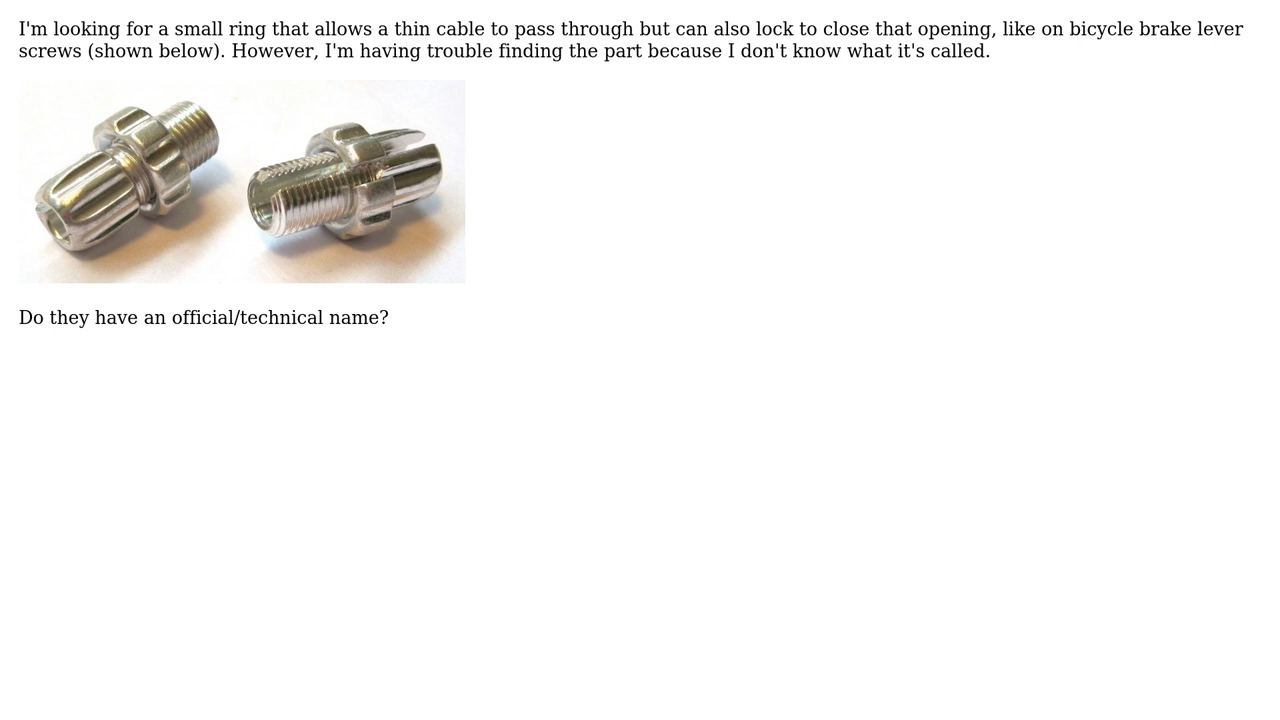 I'm looking for a small ring that allows a thin cable to pass through but can also lock to close that opening, like on bicycle brake lever
screws (shown below). However, I'm having trouble finding the part because I don't know what it's called.
Do they have an official/technical name?